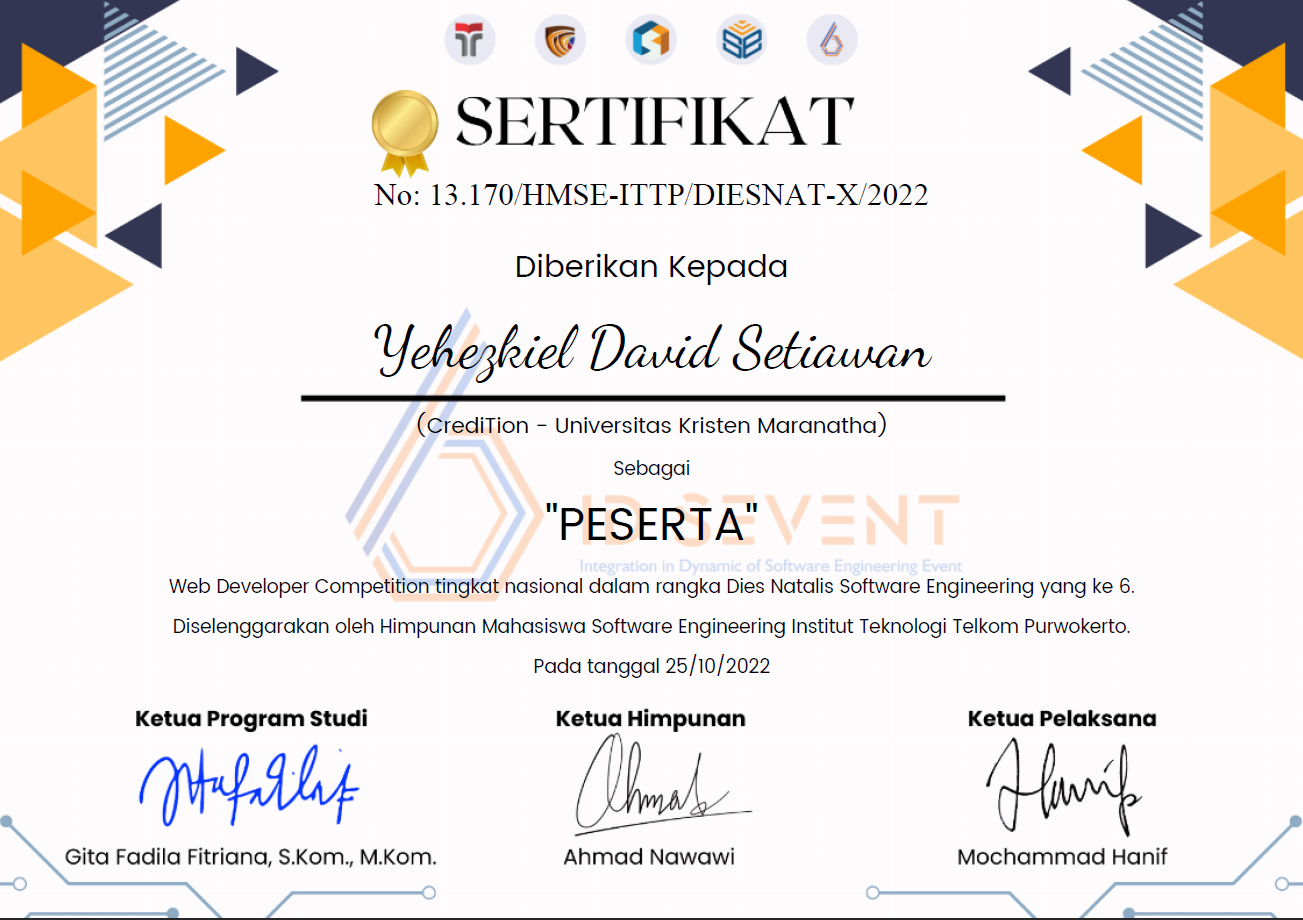 SERTIFIKAT
No: 13.170/HMSE-ITTP/DIESNAT-X/2022
Diberikan Kepada
Yehezkiel David Setiawan
(CrediTion - Universitas Kristen Maranatha)
Sebagai
"PESERTA"
ID SEVENT
Integration in Dynamic of Software Engineering Event
Web Developer Competition tingkat nasional dalam rangka Dies Natalis Software Engineering yang ke 6.
Diselenggarakan oleh Himpunan Mahasiswa Software Engineering Institut Teknologi Telkom Purwokerto.
Pada tanggal 25/10/2022
Ketua Program Studi
Ketua Himpunan
Ketua Pelaksana
Gita Fadila Fitriana, S.Kom., M.Kom.
Ahmad Nawawi
Mochammad Hanif